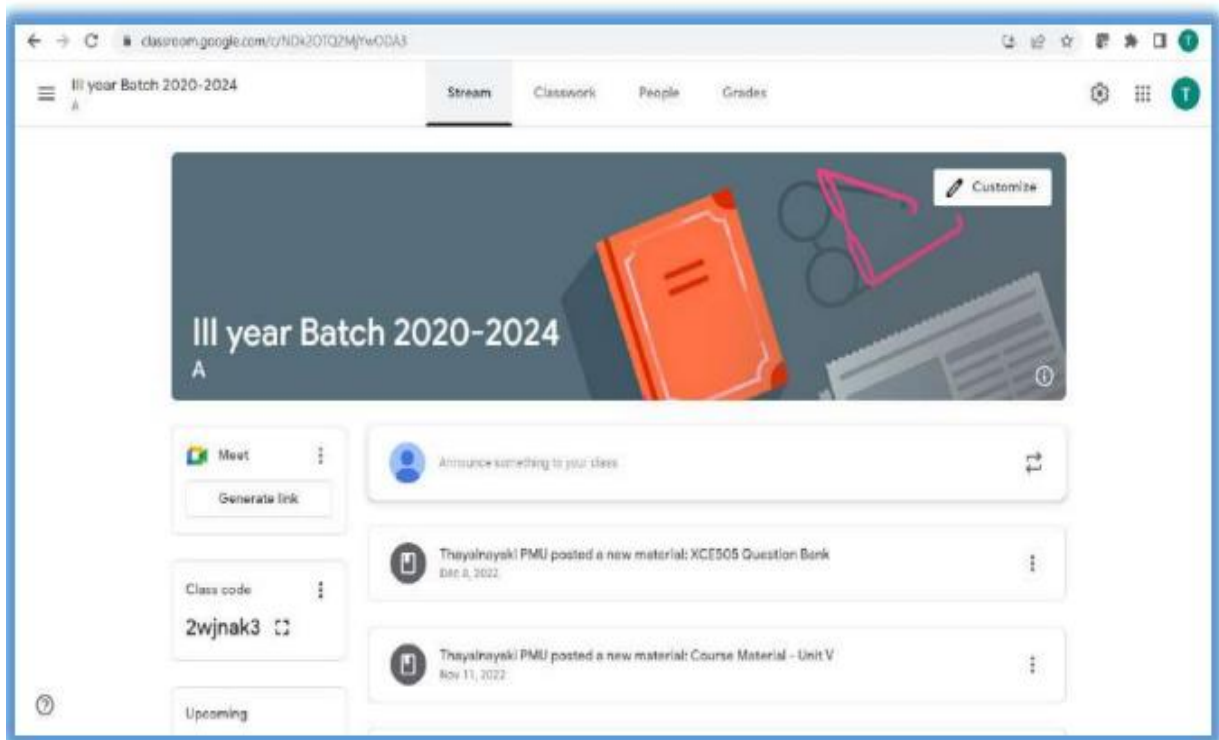 classroom.google.com/c/NDk2OTQ2MjYwODA3
III year Batch 2020-2024
A
Stream Classwork People Grades
T
T
Customize
III year Batch 2020-2024
A
Meet
Generate link
Announce something to your class
Thayalnayaki PMU posted a new material: XCE505 Question Bank
Dec 8, 2022
Class code
2wjnak3
Thayalnayaki PMU posted a new material: Course Material - Unit V
Nov 11, 2022
Upcoming